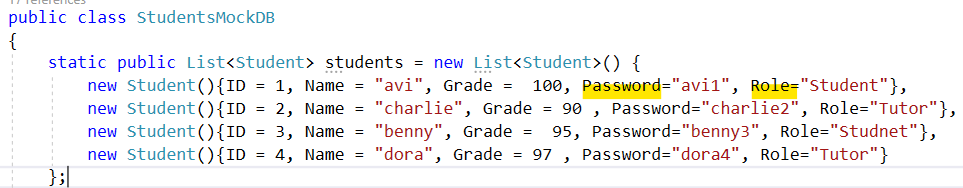 17 references
public class StudentsMockDB
{
static public List<Student> students = new List<Student>() {
new Student(){ID = 1, Name = "avi", Grade =  100, Password="avi1", Role="Student"},
new Student(){ID = 2, Name = "charlie", Grade = 90 , Password="charlie2", Role="Tutor"},
new Student(){ID = 3, Name = "benny", Grade =  95, Password="benny3", Role="Studnet"},
new Student(){ID = 4, Name = "dora", Grade = 97 , Password="dora4", Role="Tutor"}
};